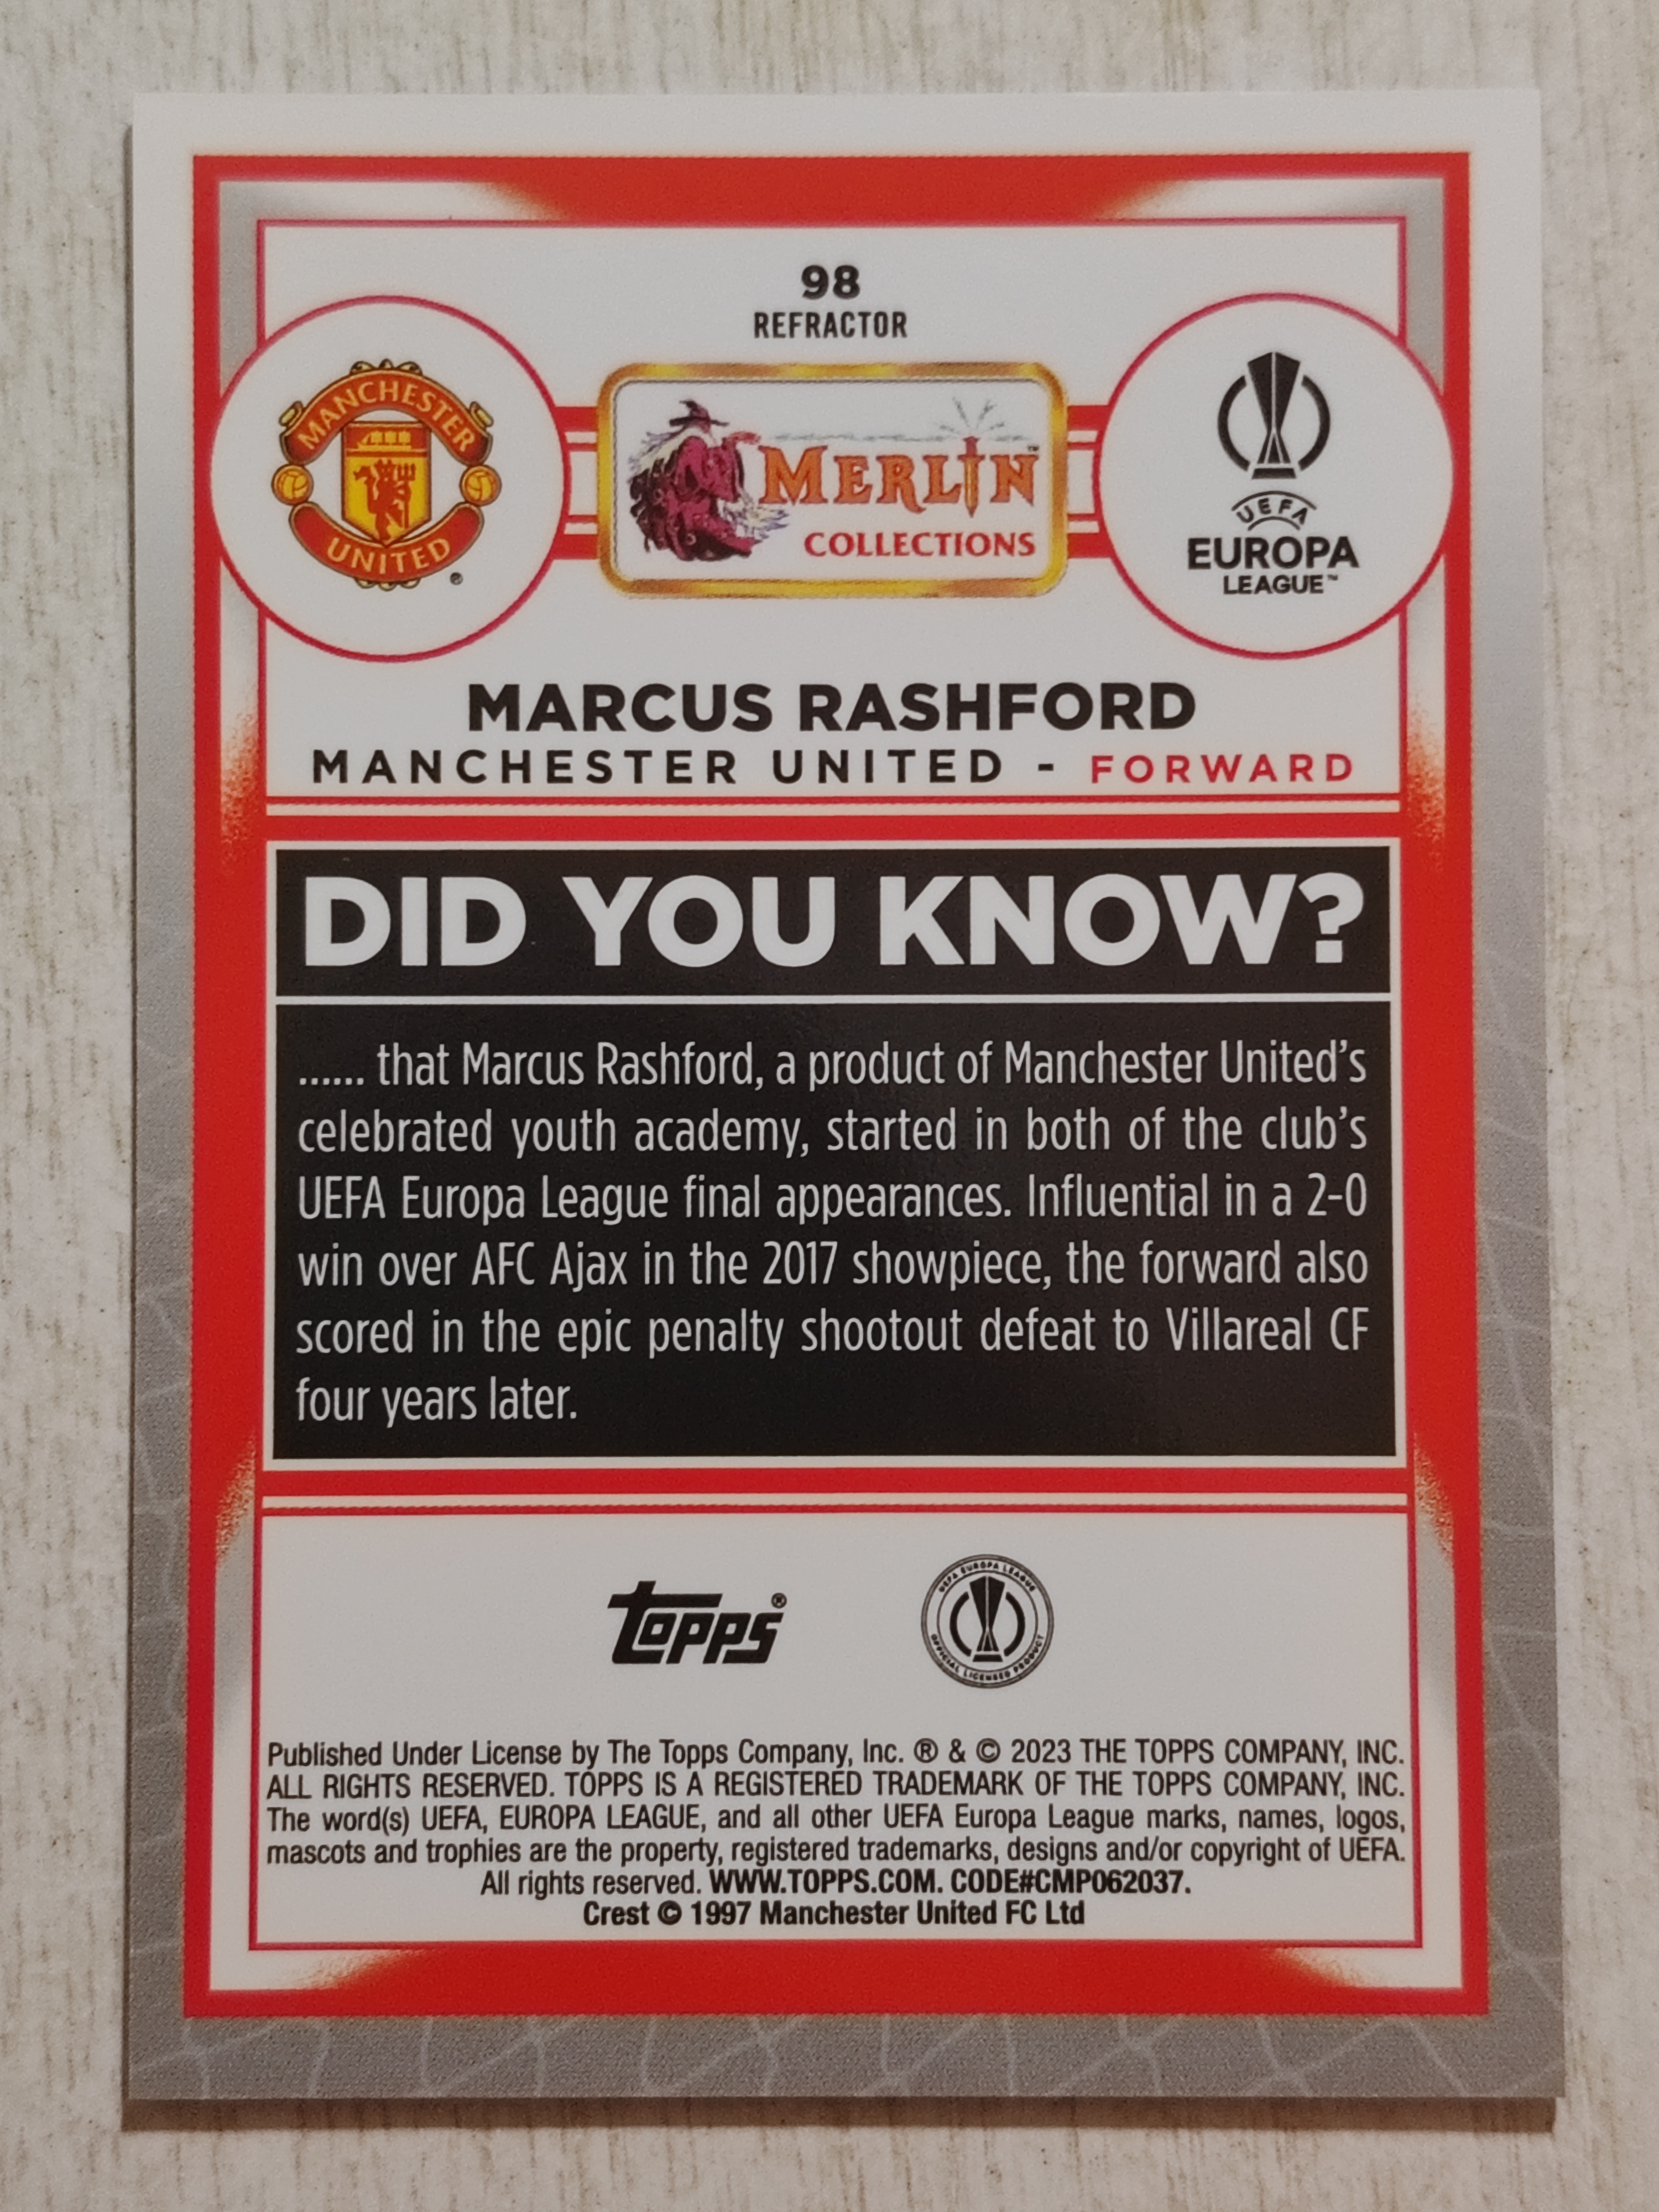 98
REFRACTOR
MANCHESTER
UNITED
®
MERLIN™
COLLECTIONS
UEFA
EUROPA
LEAGUE™
MARCUS RASHFORD
MANCHESTER UNITED - FORWARD
DID YOU KNOW?
...... that Marcus Rashford, a product of Manchester United's
celebrated youth academy, started in both of the club's
UEFA Europa League final appearances. Influential in a 2-0
win over AFC Ajax in the 2017 showpiece, the forward also
scored in the epic penalty shootout defeat to Villareal CF
four years later.
topps®
UEFA EUROPA LEAGUE
OFFICIAL LICENSED PRODUCT
Published Under License by The Topps Company, Inc. ® & © 2023 THE TOPPS COMPANY, INC.
ALL RIGHTS RESERVED. TOPPS IS A REGISTERED TRADEMARK OF THE TOPPS COMPANY, INC.
The word(s) UEFA, EUROPA LEAGUE, and all other UEFA Europa League marks, names, logos,
mascots and trophies are the property, registered trademarks, designs and/or copyright of UEFA.
All rights reserved. WWW.TOPPS.COM. CODE#CMP062037.
Crest © 1997 Manchester United FC Ltd